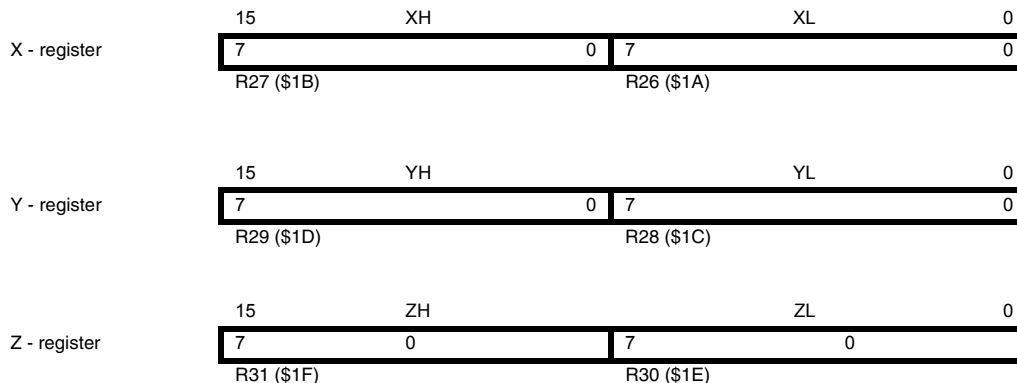 15 XH XL 0
X - register 7 0 7 0
R27 ($1B) R26 ($1A)
15 YH YL 0
Y - register 7 0 7 0
R29 ($1D) R28 ($1C)
15 ZH ZL 0
Z - register 7 0 7 0
R31 ($1F) R30 ($1E)